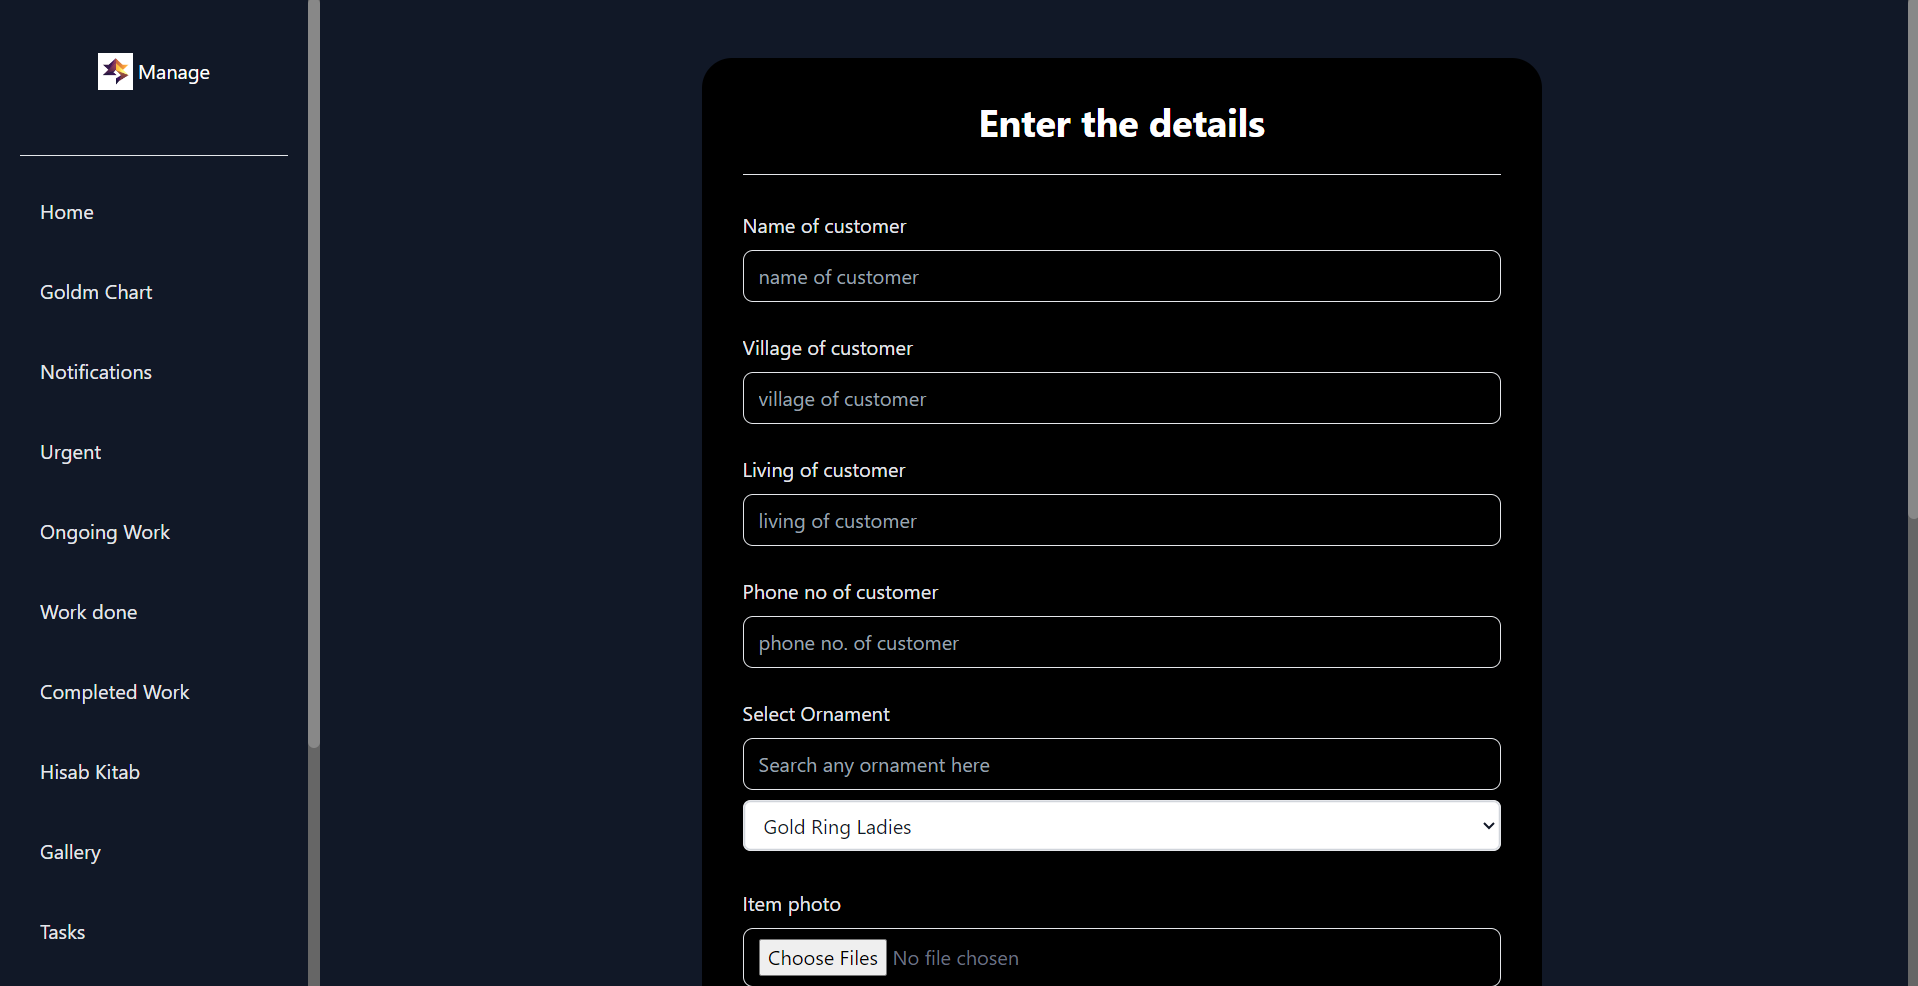 Manage
Home
Goldm Chart
Notifications
Urgent
Ongoing Work
Work done
Completed Work
Hisab Kitab
Gallery
Tasks
Enter the details
Name of customer
name of customer
Village of customer
village of customer
Living of customer
living of customer
Phone no of customer
phone no. of customer
Select Ornament
Search any ornament here
Gold Ring Ladies
Item photo
Choose Files No file chosen